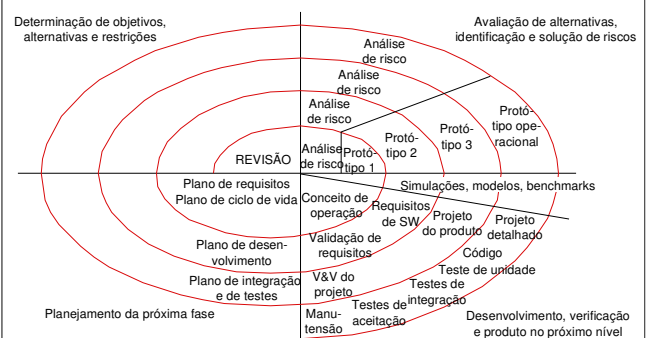 Determinação de objetivos,
alternativas e restrições
Avaliação de alternativas,
identificação e solução de riscos
Análise
de risco
Análise
de risco
Análise
de risco
Análise
de risco
REVISÃO
Protó-
tipo 1
Protó-
tipo 2
Protó-
tipo 3
Protó-
tipo ope-
racional
Simulações, modelos, benchmarks
Plano de requisitos
Plano de ciclo de vida
Conceito de
operação
Requisitos
de SW
Projeto
do produto
Projeto
detalhado
Plano de desen-
volvimento
Validação de
requisitos
Código
Teste de unidade
Plano de integração
e de testes
V&V do
projeto
Testes de
integração
Manu-
tensão
Testes de
aceitação
Planejamento da próxima fase
Desenvolvimento, verificação
e produto no próximo nível